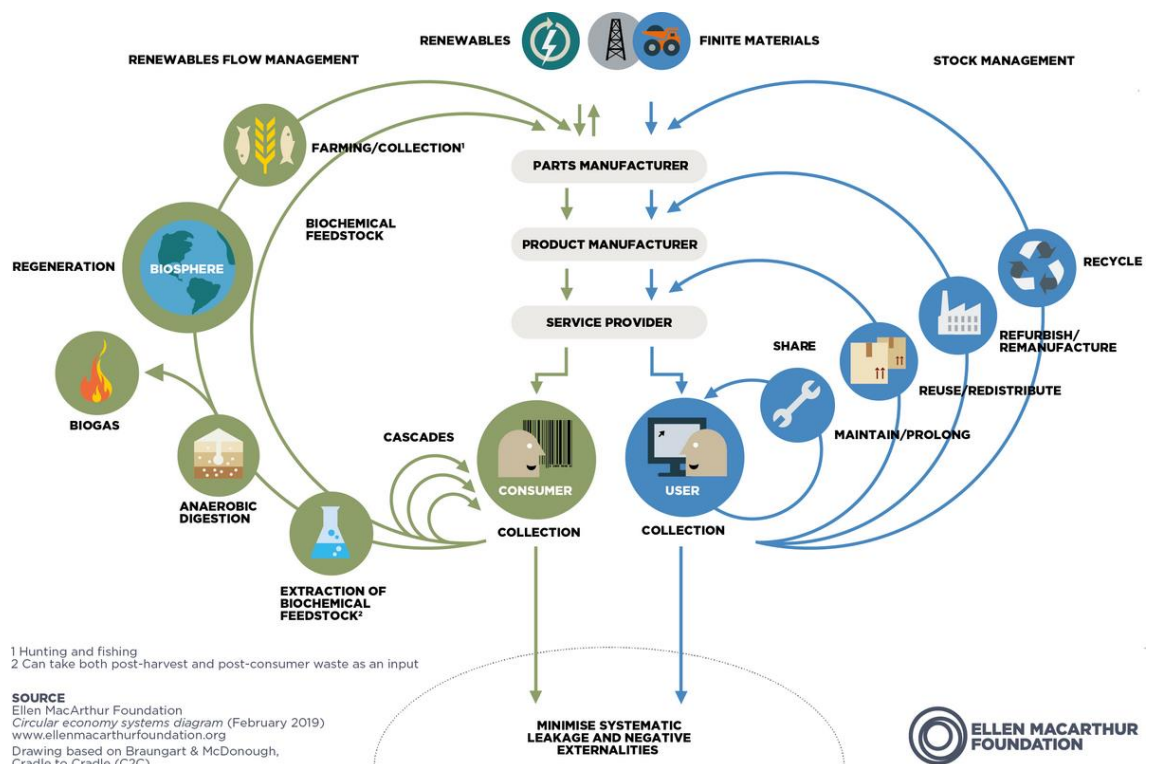 RENEWABLES
FINITE MATERIALS
RENEWABLES FLOW MANAGEMENT
STOCK MANAGEMENT
FARMING/COLLECTION¹
PARTS MANUFACTURER
BIOCHEMICAL
FEEDSTOCK
PRODUCT MANUFACTURER
REGENERATION
BIOSPHERE
RECYCLE
SERVICE PROVIDER
SHARE
REFURBISH/
REMANUFACTURE
REUSE/REDISTRIBUTE
BIOGAS
CASCADES
MAINTAIN/PROLONG
CONSUMER
USER
ANAEROBIC
DIGESTION
COLLECTION
COLLECTION
EXTRACTION OF
BIOCHEMICAL
FEEDSTOCK²
1 Hunting and fishing
2 Can take both post-harvest and post-consumer waste as an input
SOURCE
Ellen MacArthur Foundation
Circular economy systems diagram (February 2019)
www.ellenmacarthurfoundation.org
Drawing based on Braungart & McDonough,
Cradle to Cradle (C2C)
MINIMISE SYSTEMATIC
LEAKAGE AND NEGATIVE
EXTERNALITIES
ELLEN MACARTHUR
FOUNDATION